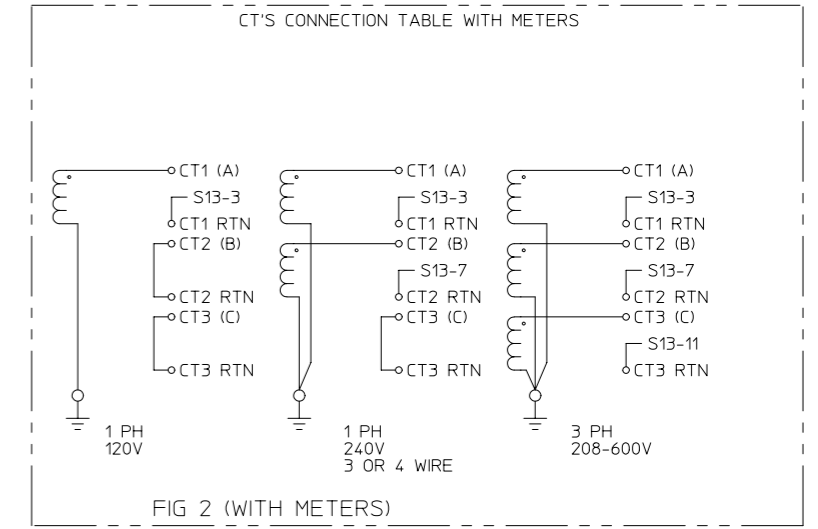 CT'S CONNECTION TABLE WITH METERS
CT1 (A)
S13-3
CT1 RTN
CT2 (B)
CT2 RTN
CT3 (C)
CT3 RTN
1 PH
120V
CT1 (A)
S13-3
CT1 RTN
CT2 (B)
S13-7
CT2 RTN
CT3 (C)
CT3 RTN
1 PH
240V
3 OR 4 WIRE
CT1 (A)
S13-3
CT1 RTN
CT2 (B)
S13-7
CT2 RTN
CT3 (C)
S13-11
CT3 RTN
3 PH
208-600V
FIG 2 (WITH METERS)